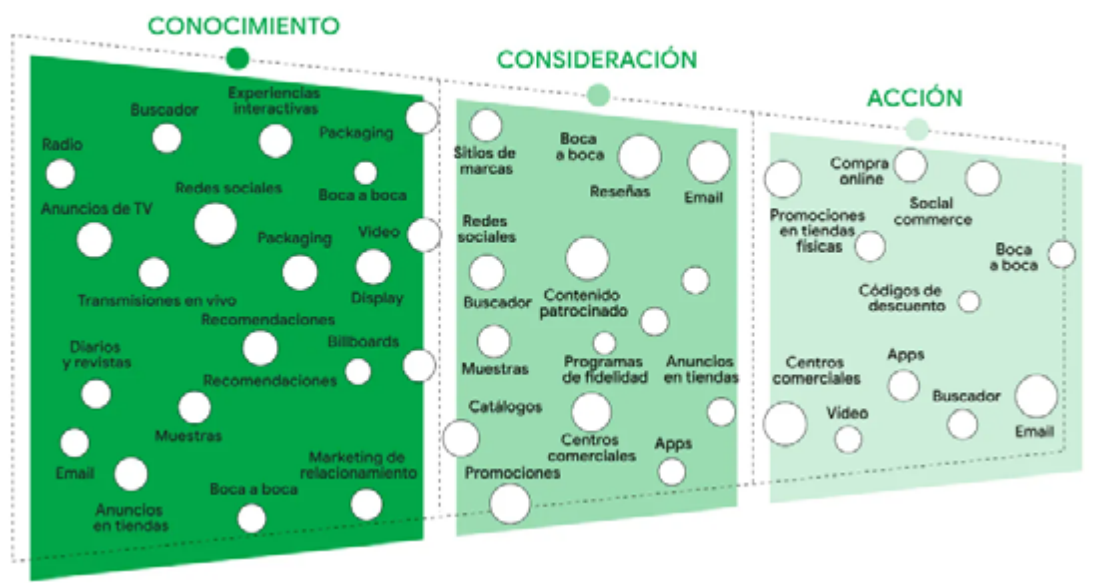 CONOCIMIENTO
Experiencias
interactivas
Buscador
Packaging
Radio
Redes sociales
Boca a boca
Anuncios de TV
Packaging
Video
Transmisiones en vivo
Display
Recomendaciones
Billboards
Diarios
y revistas
Recomendaciones
Muestras
Email
Marketing de
relacionamiento
Boca a boca
Anuncios
en tiendas
CONSIDERACIÓN
Sitios de
marcas
Boca
a boca
Reseñas
Email
Redes
sociales
Buscador
Contenido
patrocinado
Muestras
Programas
de fidelidad
Anuncios
en tiendas
Catálogos
Centros
comerciales
Apps
Promociones
ACCIÓN
Compra
online
Social
commerce
Promociones
en tiendas
físicas
Boca
a boca
Códigos de
descuento
Centros
comerciales
Apps
Video
Buscador
Email